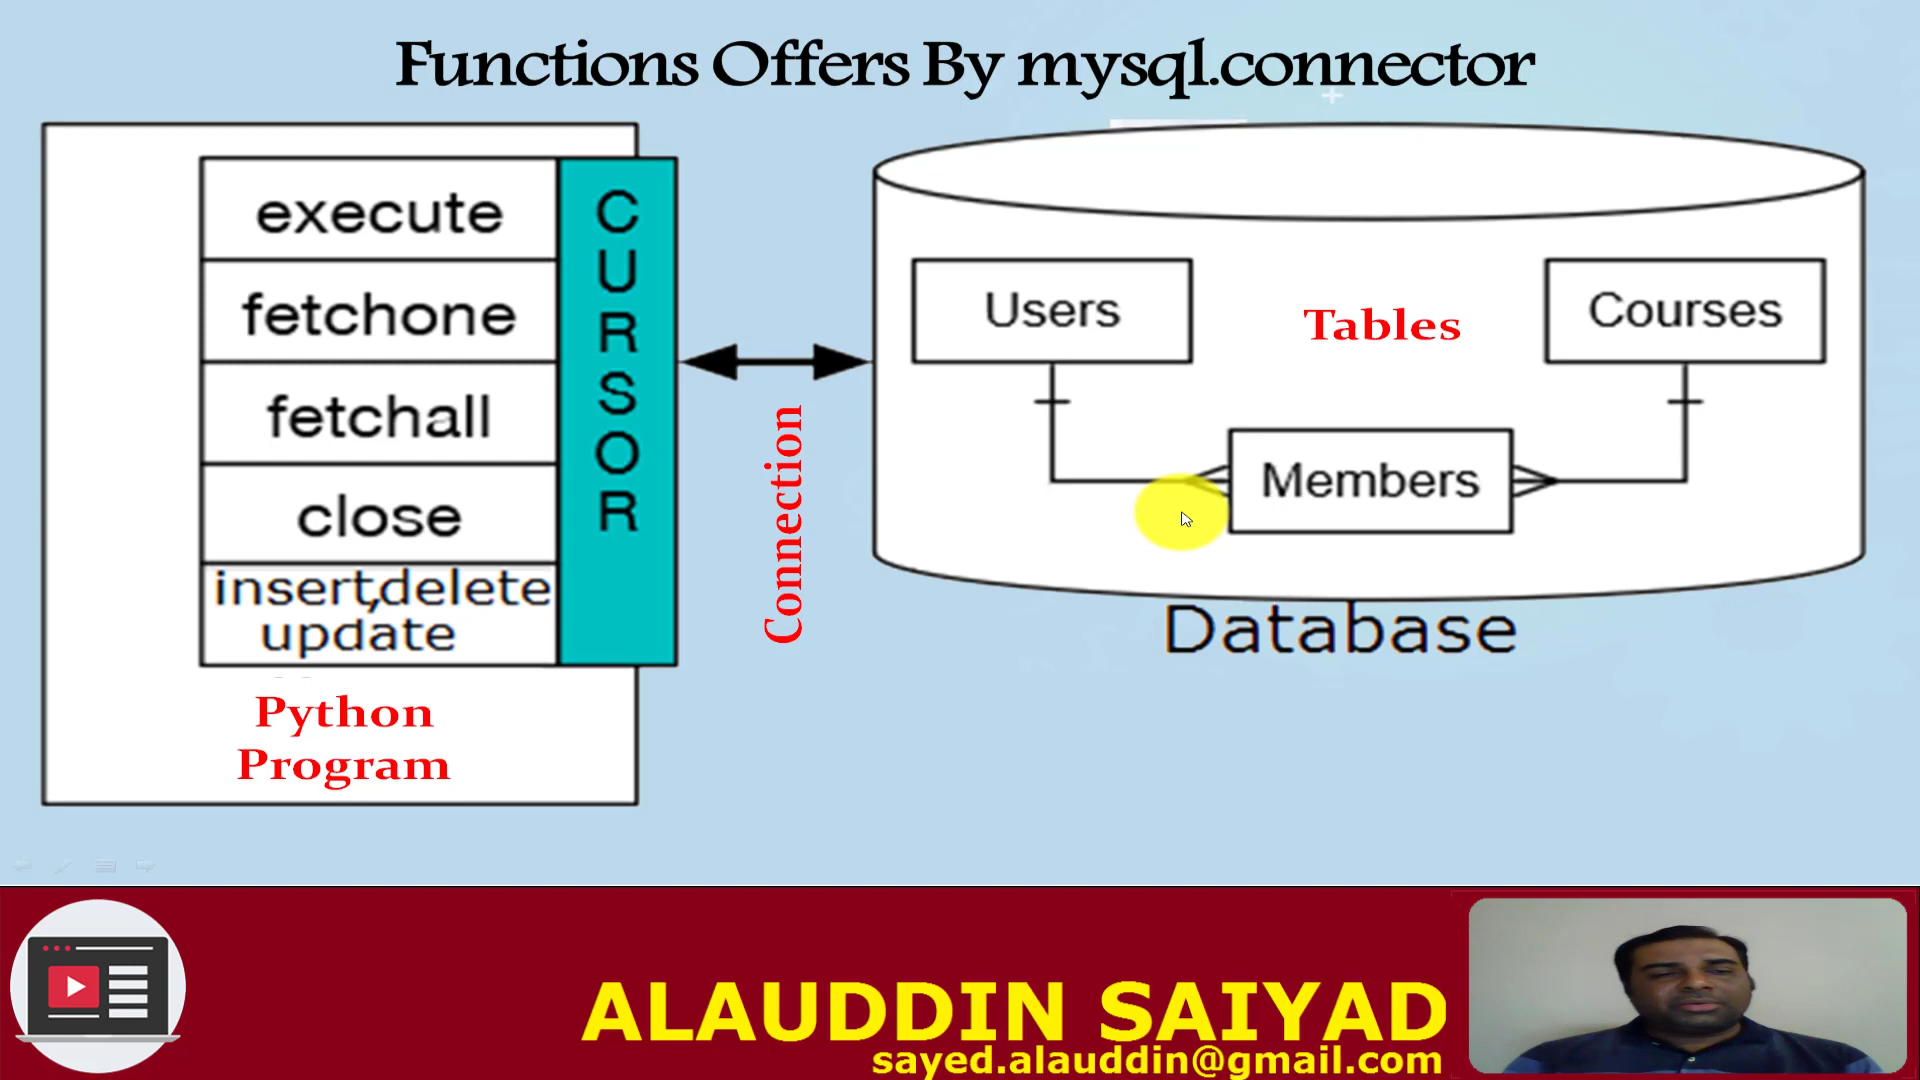 Functions Offers By mysql.connector
execute
fetchone
fetchall
close
insert,delete
update
CURSOR
Python
Program
Connection
Users
Tables
Courses
Members
Database
ALAUDDIN SAIYAD
sayed.alauddin@gmail.com